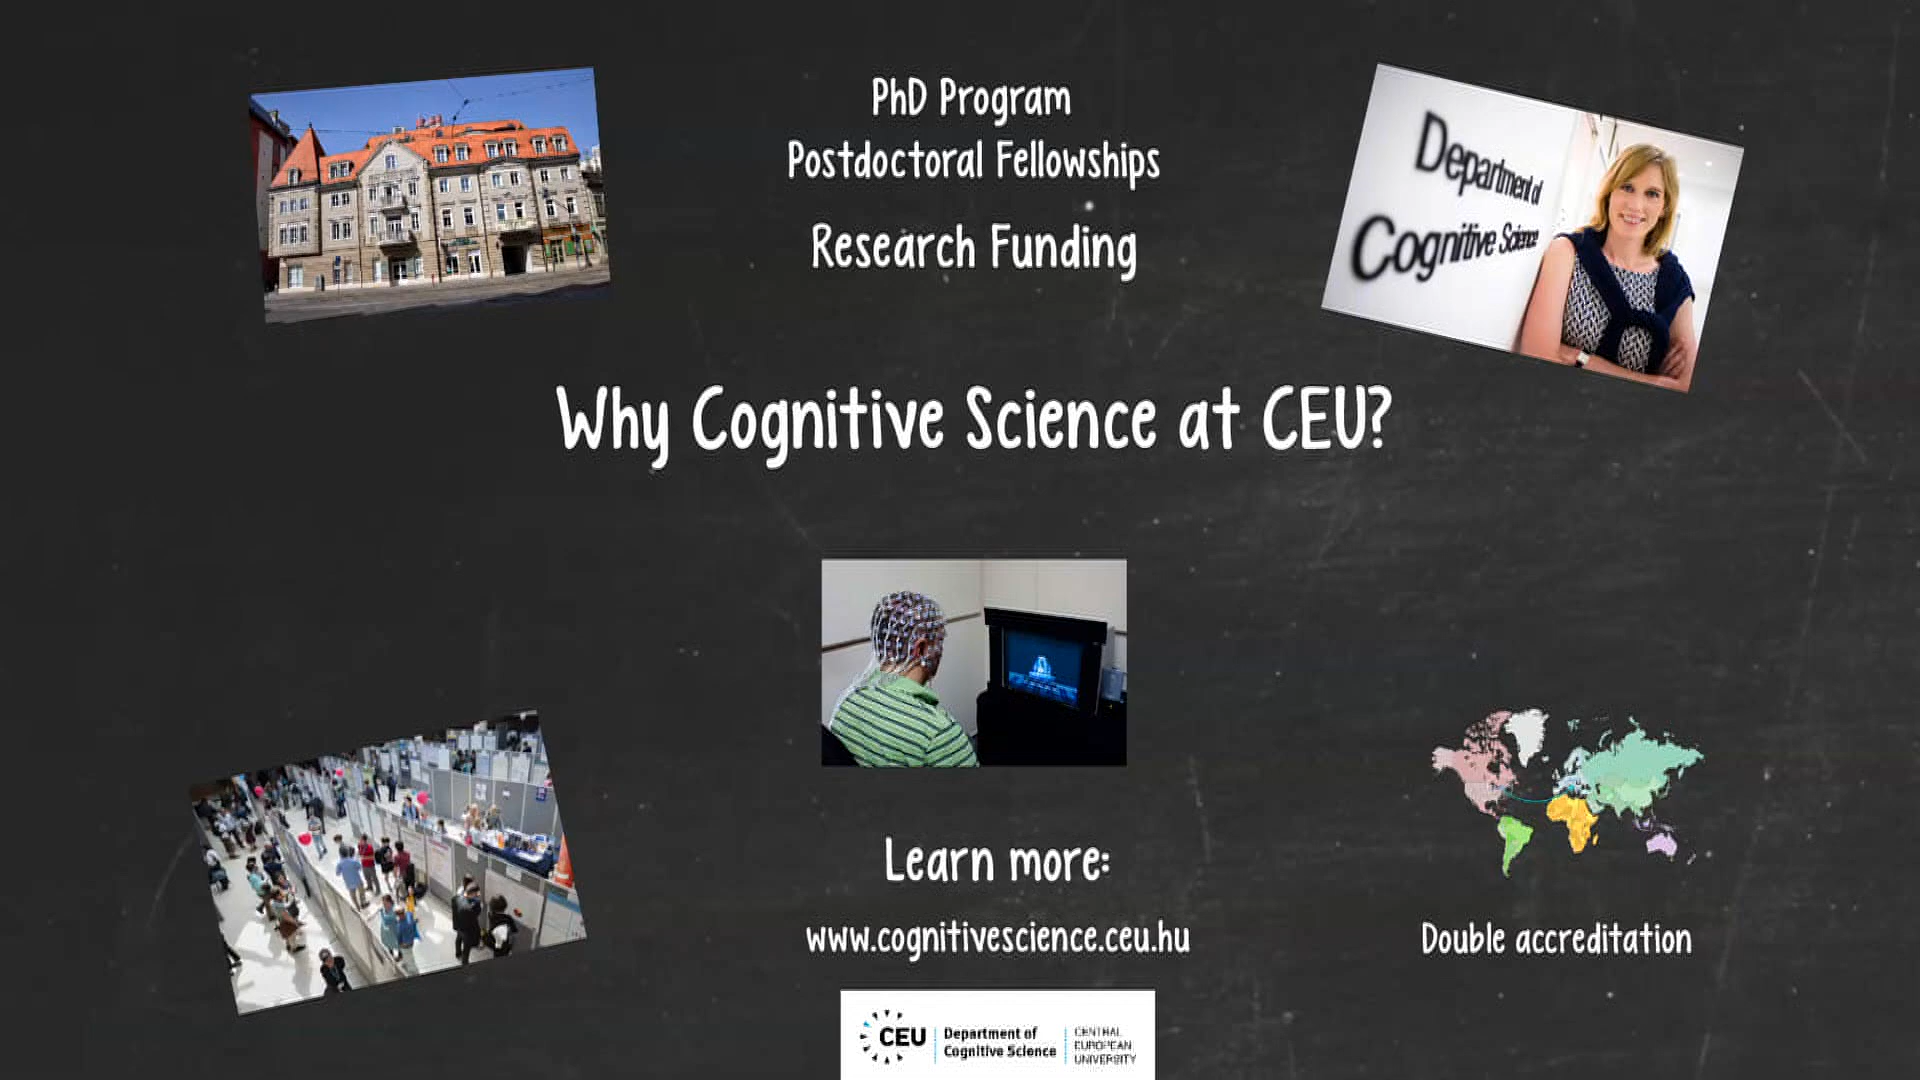 PhD Program
Postdoctoral Fellowships
Research Funding
Department of
Cognitive Science
Why Cognitive Science at CEU?
Learn more:
www.cognitivescience.ceu.hu
Double accreditation
CEU
Department of
Cognitive Science
CENTRAL
EUROPEAN
UNIVERSITY